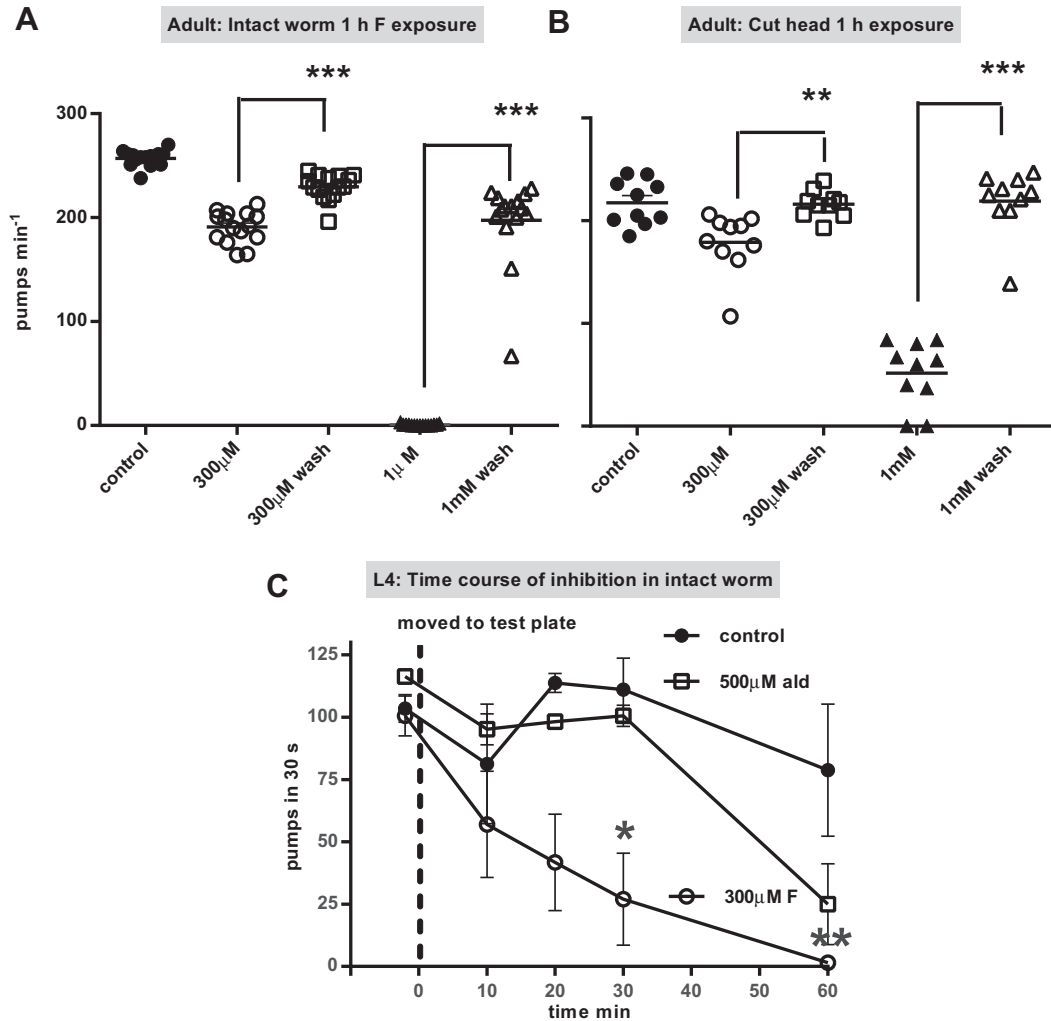 A
Adult: Intact worm 1 h F exposure
***
***
pumps min-1
300
200
100
0
control
300μM
300μM wash
1μ M
1mM wash
B
Adult: Cut head 1 h exposure
**
***
control
300μM
300μM wash
1mM
1mM wash
C
L4: Time course of inhibition in intact worm
moved to test plate
control
500μM ald
300μM F
*
**
pumps in 30 s
125
100
75
50
25
0
0 10 20 30 40 50 60
time min